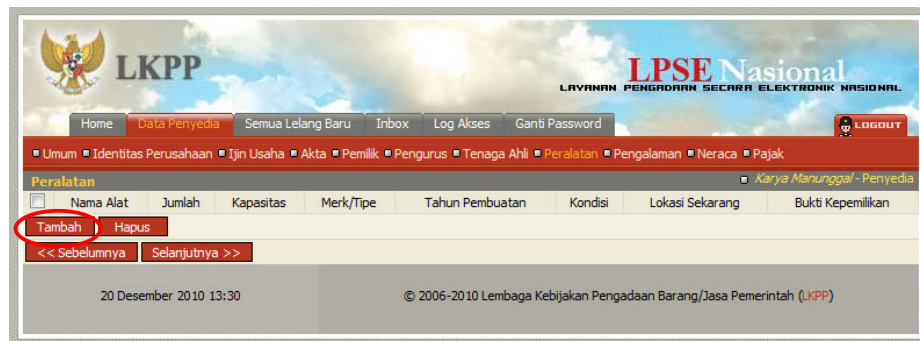 LKPP
LPSE Nasional
LAYANAN PENGADAAN SECARA ELEKTRONIK NASIONAL
Home Data Penyedia Semua Lelang Baru Inbox Log Akses Ganti Password LOGOUT
Umum Identitas Perusahaan Ijin Usaha Akta Pemilik Pengurus Tenaga Ahli Peralatan Pengalaman Neraca Pajak
Peralatan Karya Manunggal - Penyedia
Nama Alat Jumlah Kapasitas Merk/Tipe Tahun Pembuatan Kondisi Lokasi Sekarang Bukti Kepemilikan
Tambah Hapus
<< Sebelumnya Selanjutnya >>
20 Desember 2010 13:30 © 2006-2010 Lembaga Kebijakan Pengadaan Barang/Jasa Pemerintah (LKPP)